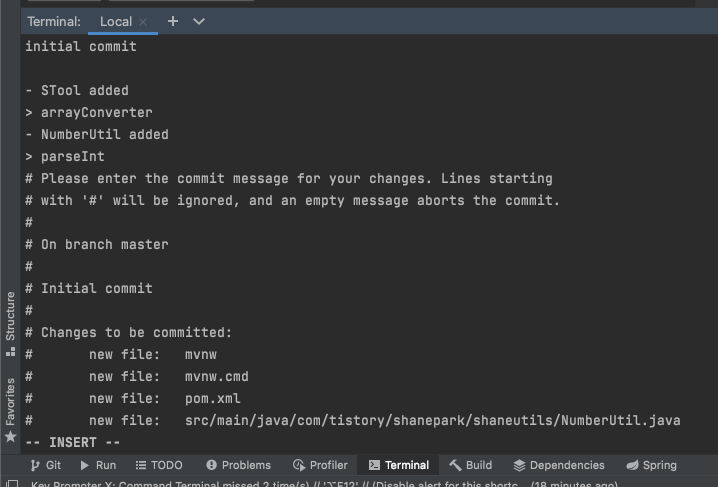 Terminal: Local × + 
initial commit
- STool added
> arrayConverter
- NumberUtil added
> parseInt
# Please enter the commit message for your changes. Lines starting
# with '#' will be ignored, and an empty message aborts the commit.
#
# On branch master
#
# Initial commit
#
# Changes to be committed:
#       new file:   mvnw
#       new file:   mvnw.cmd
#       new file:   pom.xml
#       new file:   src/main/java/com/tistory/shanepark/shaneutils/NumberUtil.java
-- INSERT --
Structure
Favorites
Git Run TODO Problems Profiler Terminal Build Dependencies Spring
Key Promoter X: Command Terminal missed 2 time(s) // '⌥F12' // (Disable alert for this shortc... (18 minutes ago)